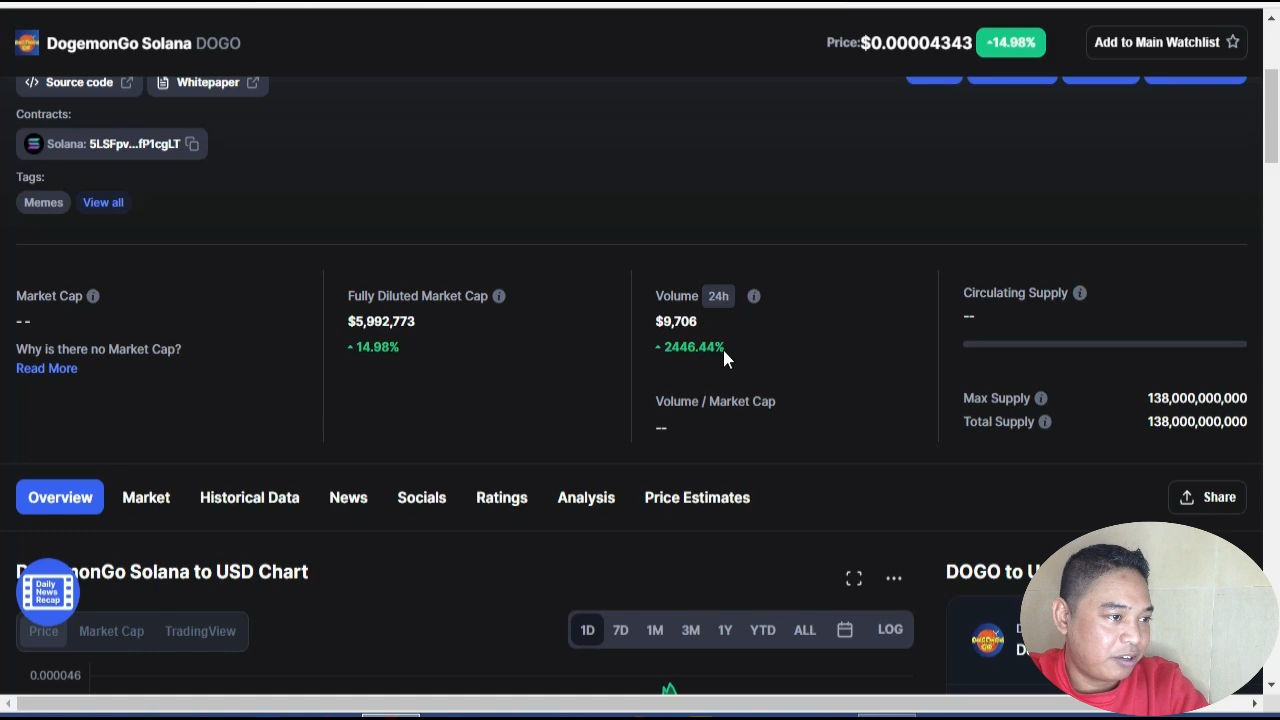 DogemonGo Solana DOGO
Price:$0.00004343 14.98%
Add to Main Watchlist
Source code
Whitepaper
Contracts:
Solana: 5LSFpv...fP1cgLT
Tags:
Memes
View all
Market Cap
--
Why is there no Market Cap?
Read More
Fully Diluted Market Cap
$5,992,773
14.98%
Volume 24h
$9,706
2446.44%
Volume / Market Cap
--
Circulating Supply
--
Max Supply 138,000,000,000
Total Supply 138,000,000,000
Overview
Market
Historical Data
News
Socials
Ratings
Analysis
Price Estimates
Share
Daily
News
Recap
onGo Solana to USD Chart
DOGO to U
Price
Market Cap
TradingView
1D
7D
1M
3M
1Y
YTD
ALL
LOG
0.000046